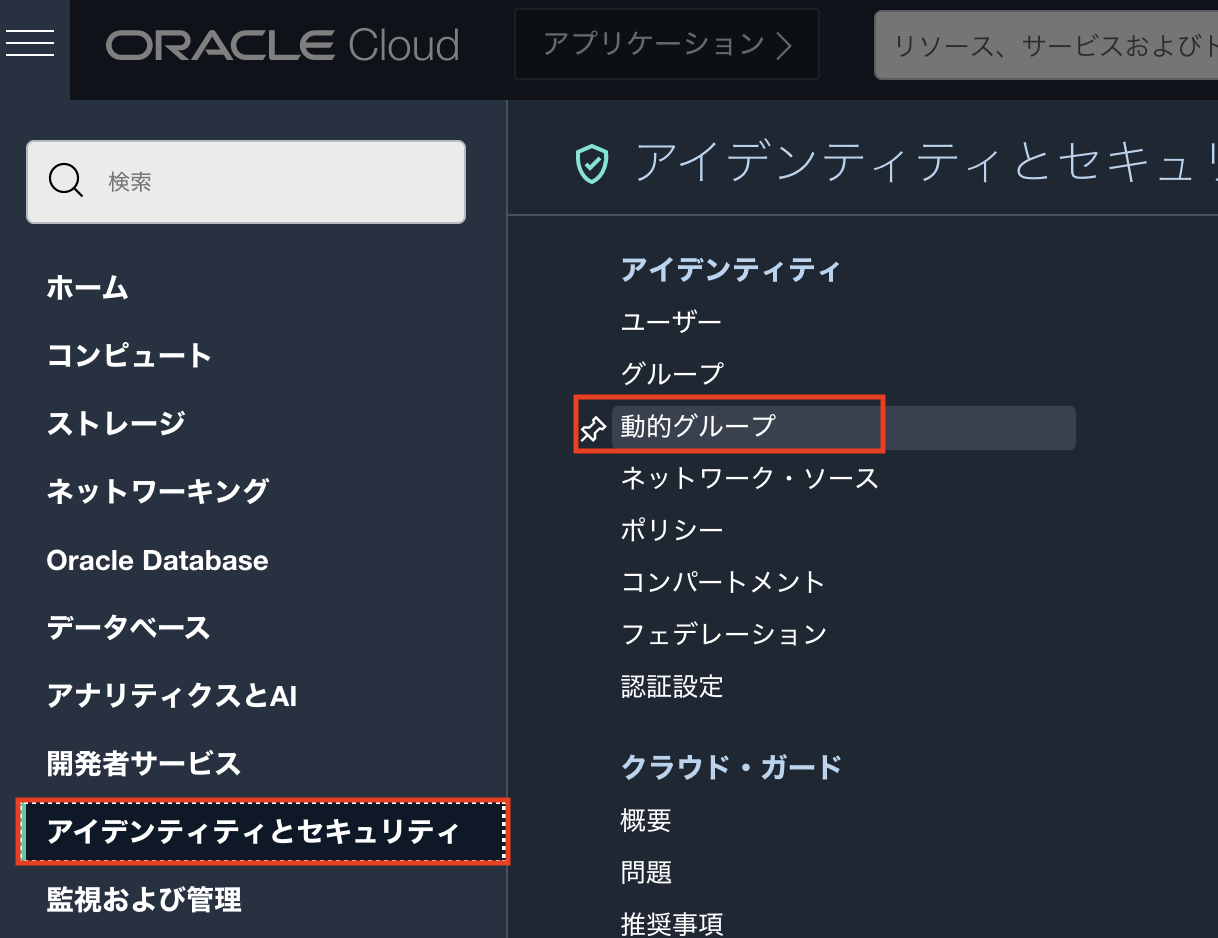 ORACLE Cloud
アプリケーション
リソース、サービスおよび
検索
ホーム
コンピュート
ストレージ
ネットワーキング
Oracle Database
データベース
アナリティクスとAI
開発者サービス
アイデンティティとセキュリティ
監視および管理
アイデンティティとセキュリ
アイデンティティ
ユーザー
グループ
動的グループ
ネットワーク・ソース
ポリシー
コンパートメント
フェデレーション
認証設定
クラウド・ガード
概要
問題
推奨事項